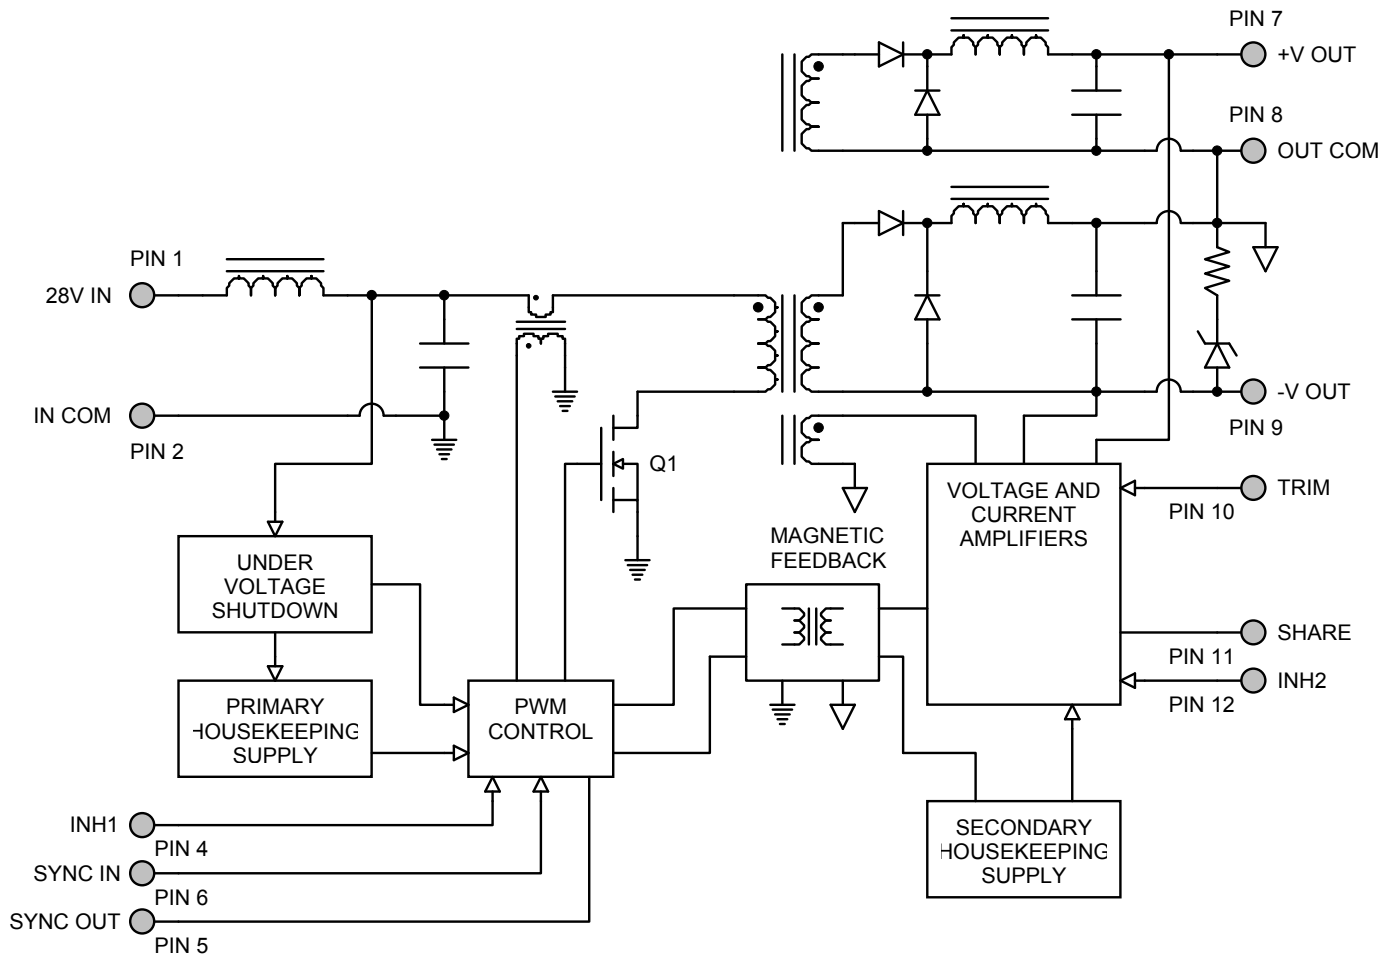 PIN 7
+V OUT
PIN 8
OUT COM
PIN 1
28V IN
IN COM
PIN 2
Q1
-V OUT
PIN 9
UNDER
VOLTAGE
SHUTDOWN
PRIMARY
HOUSEKEEPING
SUPPLY
PWM
CONTROL
MAGNETIC
FEEDBACK
VOLTAGE AND
CURRENT
AMPLIFIERS
TRIM
PIN 10
SHARE
PIN 11
INH2
PIN 12
SECONDARY
HOUSEKEEPING
SUPPLY
INH1
PIN 4
SYNC IN
PIN 6
SYNC OUT
PIN 5